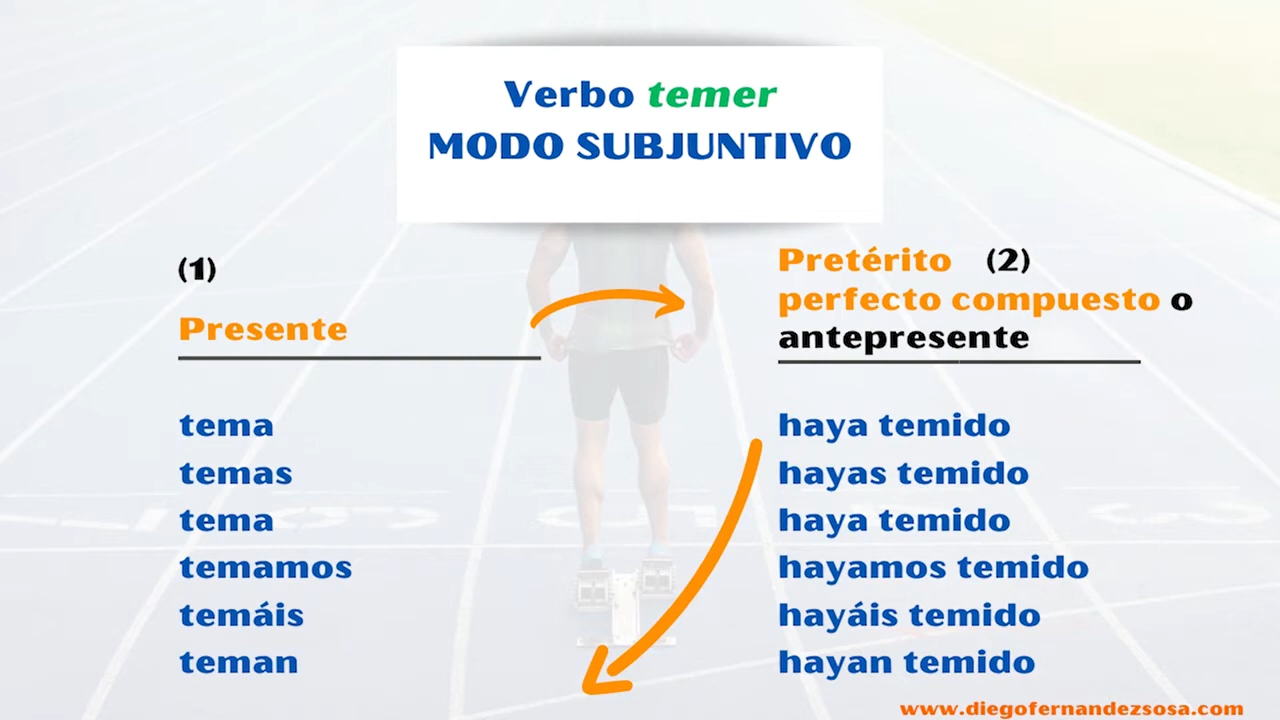 Verbo temer
MODO SUBJUNTIVO
(1)
Presente
tema
temas
tema
temamos
temáis
teman
Pretérito (2)
perfecto compuesto o
antepresente
haya temido
hayas temido
haya temido
hayamos temido
hayáis temido
hayan temido
www.diegofernandezsosa.com